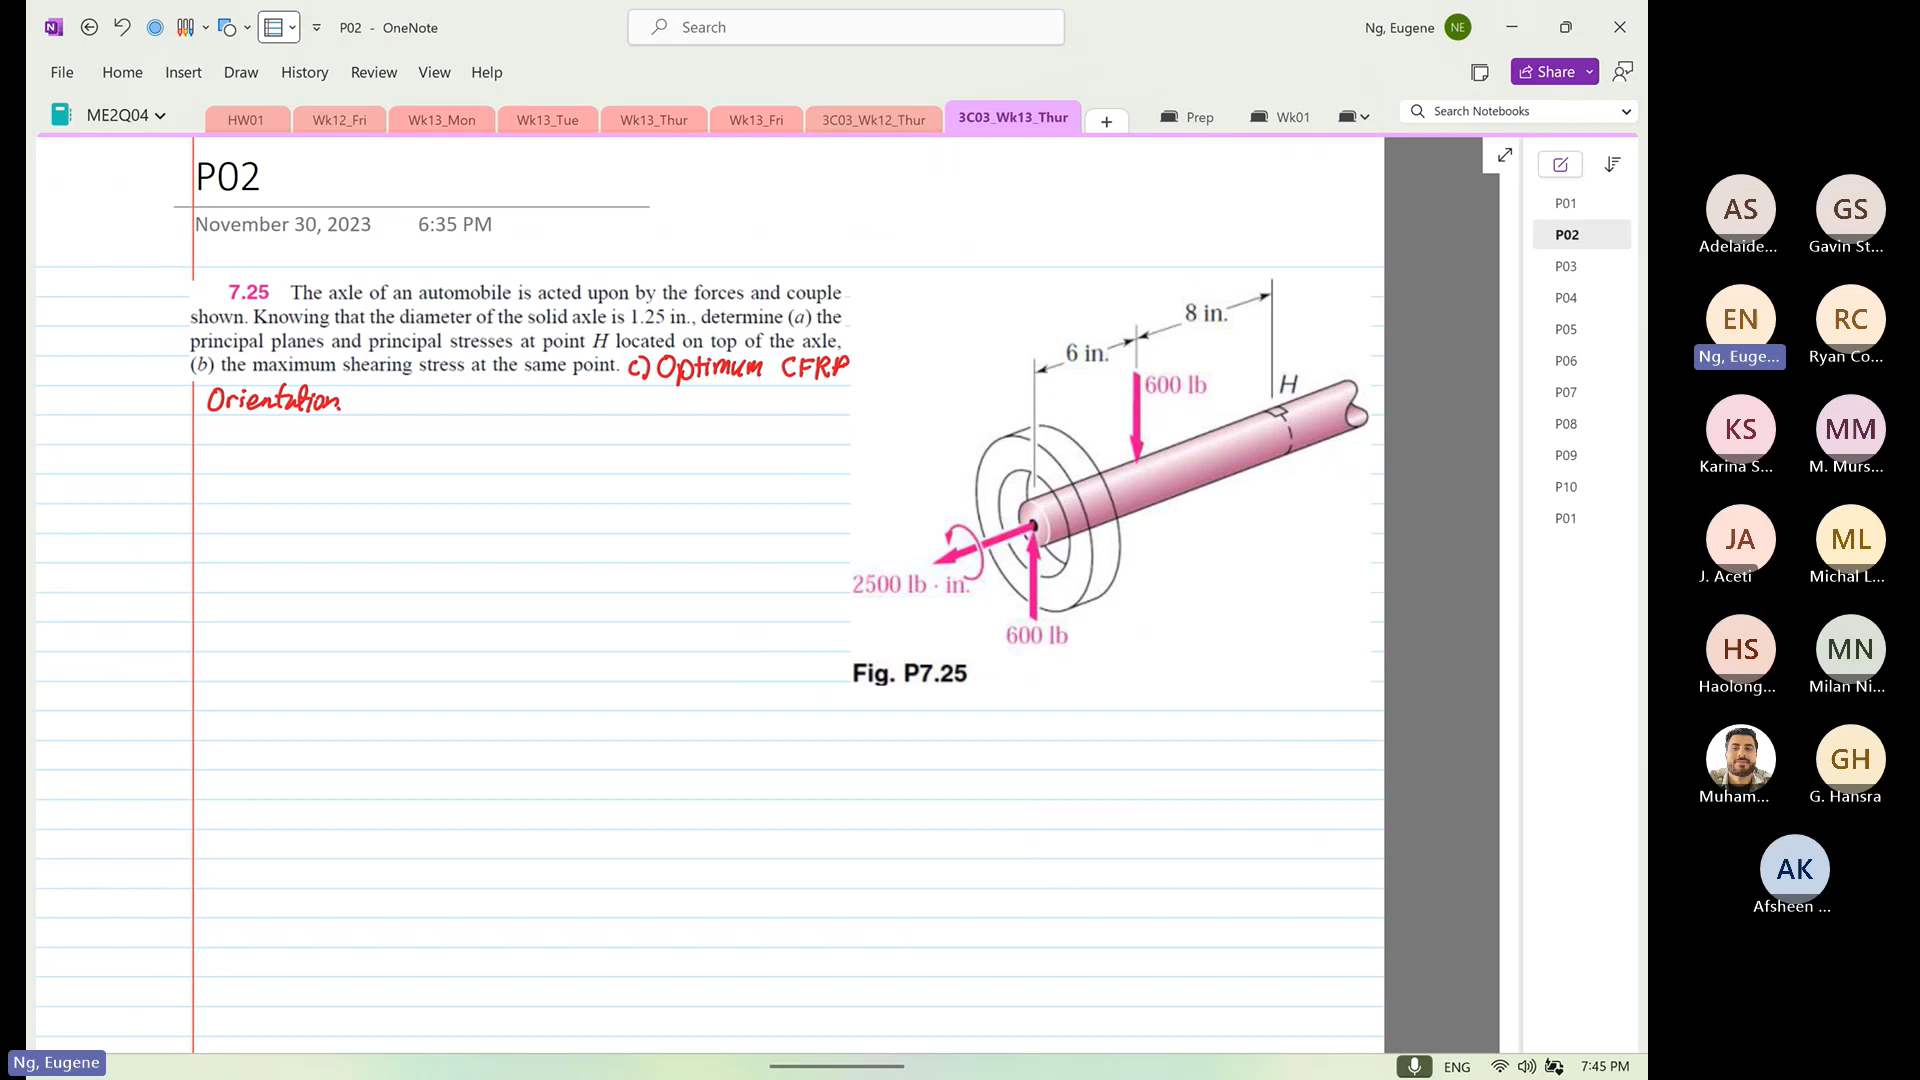 P02 - OneNote
Search
Ng, Eugene
NE
File
Home
Insert
Draw
History
Review
View
Help
Share
ME2Q04
HW01
Wk12_Fri
Wk13_Mon
Wk13_Tue
Wk13_Thur
Wk13_Fri
3C03_Wk12_Thur
3C03_Wk13_Thur
+
Prep
Wk01
Search Notebooks
P02
November 30, 2023 6:35 PM
7.25 The axle of an automobile is acted upon by the forces and couple
shown. Knowing that the diameter of the solid axle is 1.25 in., determine (a) the
principal planes and principal stresses at point H located on top of the axle,
(b) the maximum shearing stress at the same point. c) Optimum CFRP
Orientation
8 in.
6 in.
600 lb
H
2500 lb · in.
600 lb
Fig. P7.25
P01
P02
P03
P04
P05
P06
P07
P08
P09
P10
P01
AS
Adelaide...
GS
Gavin St...
EN
Ng, Euge...
RC
Ryan Co...
KS
Karina S...
MM
M. Murs...
JA
J. Aceti
ML
Michal L...
HS
Haolong...
MN
Milan Ni...
Muham...
GH
G. Hansra
AK
Afsheen ...
Ng, Eugene
ENG
7:45 PM